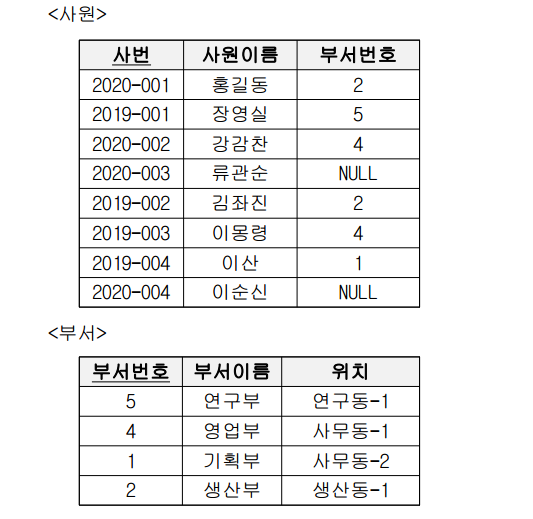 <사원>
사번 사원이름 부서번호
2020-001 홍길동 2
2019-001 장영실 5
2020-002 강감찬 4
2020-003 류관순 NULL
2019-002 김좌진 2
2019-003 이몽령 4
2019-004 이산 1
2020-004 이순신 NULL
<부서>
부서번호 부서이름 위치
5 연구부 연구동-1
4 영업부 사무동-1
1 기획부 사무동-2
2 생산부 생산동-1